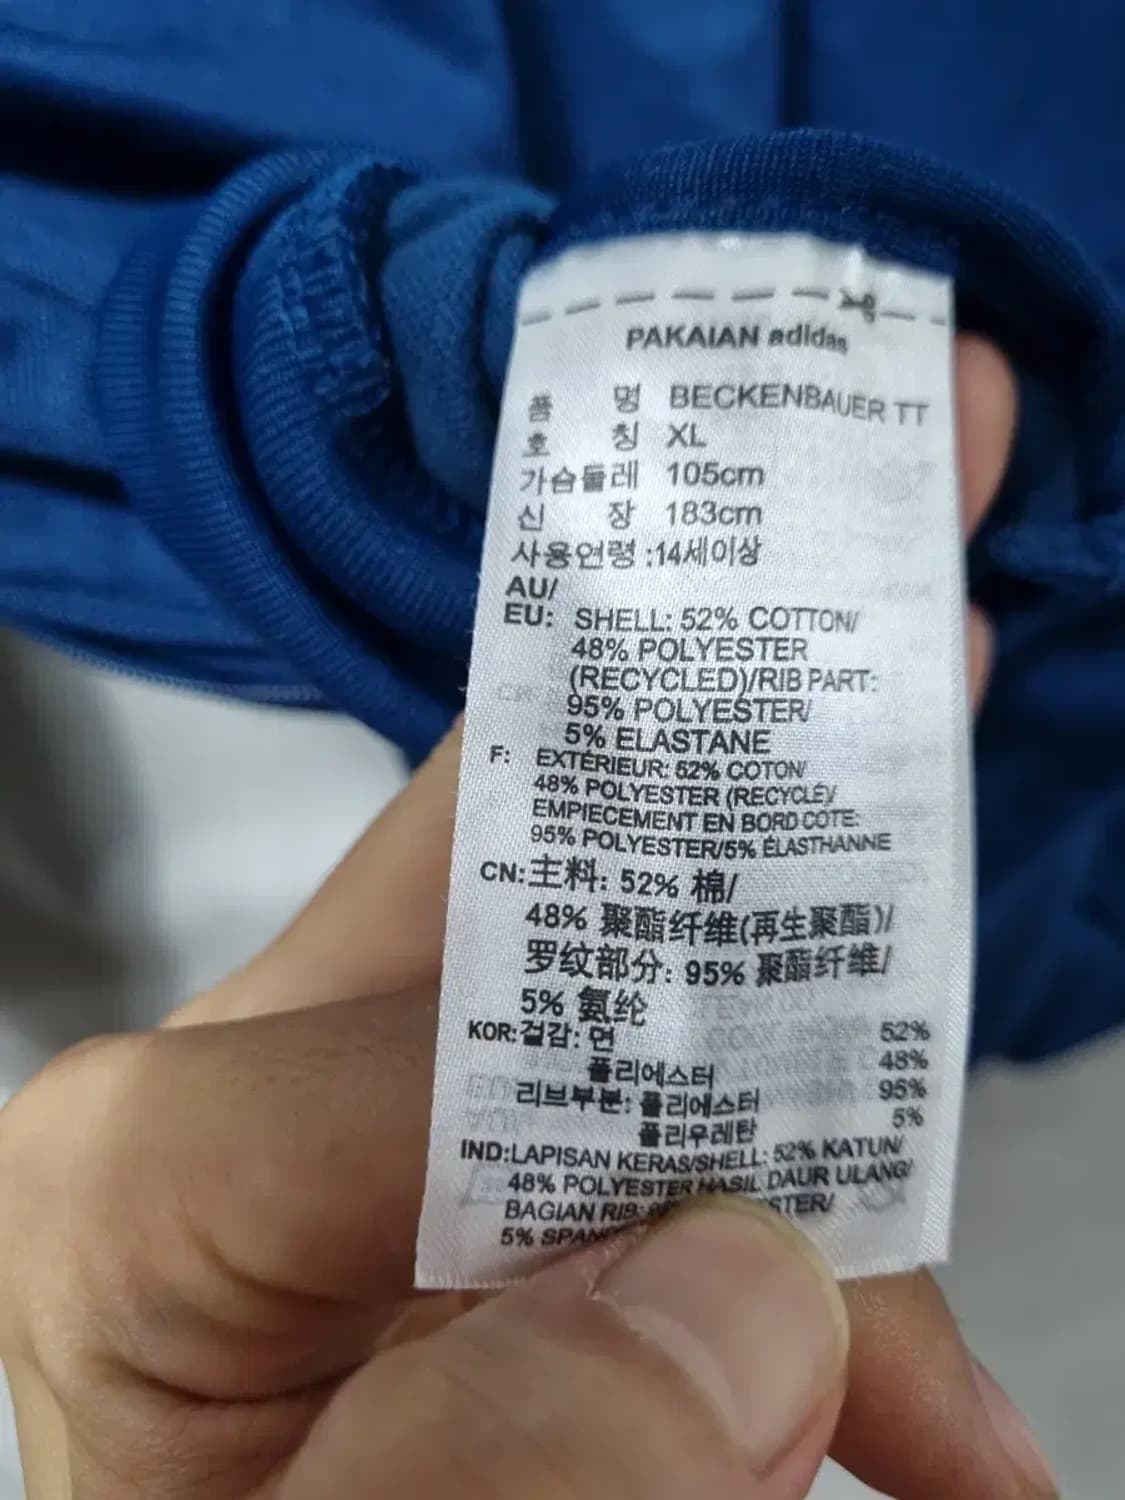 PAKAIAN adidas
품 명 BECKENBAUER TT
호 칭 XL
가슴둘레 105cm
신 장 183cm
사용연령 :14세이상
AU/
EU: SHELL: 52% COTTON/
48% POLYESTER
(RECYCLED)/RIB PART:
95% POLYESTER/
5% ELASTANE
F: EXTÉRIEUR: 52% COTON/
48% POLYESTER (RECYCLÉ)/
EMPIECEMENT EN BORD COTE:
95% POLYESTER/5% ÉLASTHANNE
CN:主料: 52% 棉/
48% 聚酯纤维(再生聚酯)/
罗纹部分: 95% 聚酯纤维/
5% 氨纶
KOR:겉감: 면 52%
폴리에스터 48%
리브부분: 폴리에스터 95%
폴리우레탄 5%
IND:LAPISAN KERAS/SHELL: 52% KATUN/
48% POLYESTER HASIL DAUR ULANG/
BAGIAN RIB:
5%